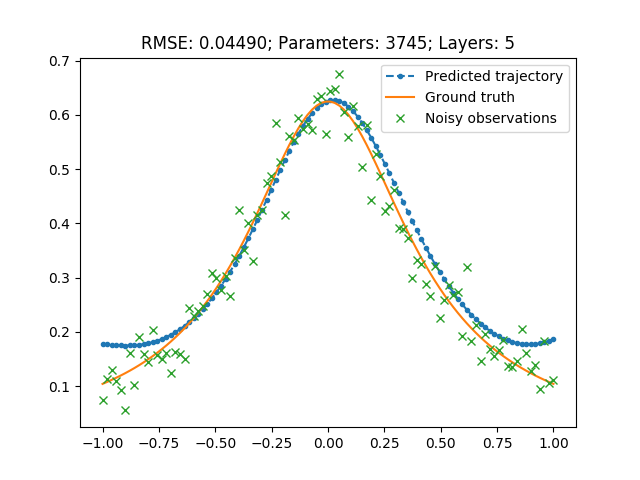 RMSE: 0.04490; Parameters: 3745; Layers: 5
Predicted trajectory
Ground truth
Noisy observations
0.7
0.6
0.5
0.4
0.3
0.2
0.1
−1.00 −0.75 −0.50 −0.25 0.00 0.25 0.50 0.75 1.00